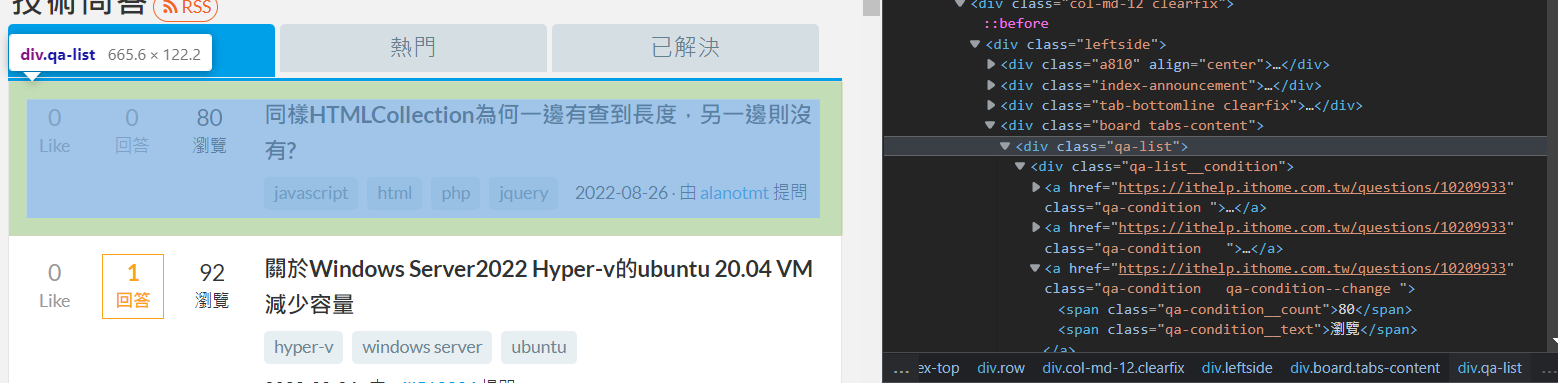 技術問答 RSS
熱門 已解決
div.qa-list 665.6 × 122.2
0 0 80
Like 回答 瀏覽
同樣HTMLCollection為何一邊有查到長度，另一邊則沒
有?
javascript html php jquery 2022-08-26 · 由 alanotmt 提問
0 1 92
Like 回答 瀏覽
關於Windows Server2022 Hyper-v的ubuntu 20.04 VM
減少容量
hyper-v windows server ubuntu
<div class="col-md-12 clearfix">
::before
<div class="leftside">
<div class="a810" align="center">…</div>
<div class="index-announcement">…</div>
<div class="tab-bottomline clearfix">…</div>
<div class="board tabs-content">
<div class="qa-list">
<div class="qa-list__condition">
<a href="https://ithelp.ithome.com.tw/questions/10209933"
class="qa-condition ">…</a>
<a href="https://ithelp.ithome.com.tw/questions/10209933"
class="qa-condition   ">…</a>
<a href="https://ithelp.ithome.com.tw/questions/10209933"
class="qa-condition   qa-condition--change ">
<span class="qa-condition__count">80</span>
<span class="qa-condition__text">瀏覽</span>
</a>
… ex-top div.row div.col-md-12.clearfix div.leftside div.board.tabs-content div.qa-list …